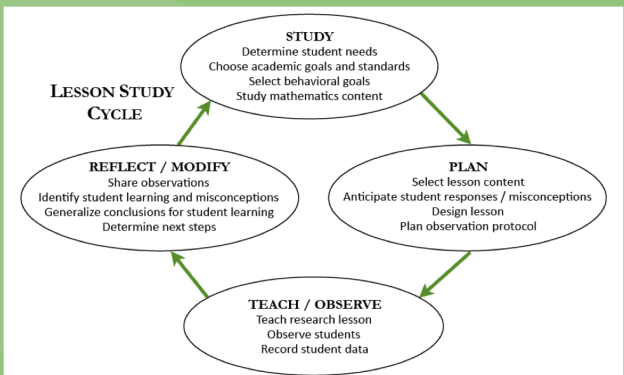 LESSON STUDY
CYCLE
STUDY
Determine student needs
Choose academic goals and standards
Select behavioral goals
Study mathematics content
PLAN
Select lesson content
Anticipate student responses / misconceptions
Design lesson
Plan observation protocol
TEACH / OBSERVE
Teach research lesson
Observe students
Record student data
REFLECT / MODIFY
Share observations
Identify student learning and misconceptions
Generalize conclusions for student learning
Determine next steps